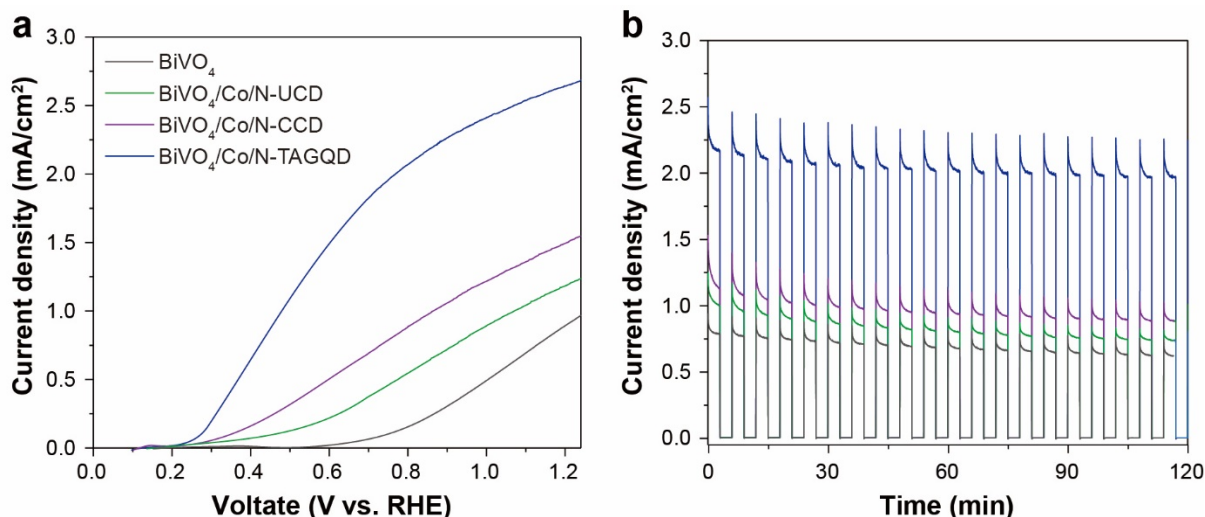 a
3.0
2.5
2.0
1.5
1.0
0.5
0.0
Current density (mA/cm²)
BiVO₄
BiVO₄/Co/N-UCD
BiVO₄/Co/N-CCD
BiVO₄/Co/N-TAGQD
0.0 0.2 0.4 0.6 0.8 1.0 1.2
Voltate (V vs. RHE)
b
3.0
2.5
2.0
1.5
1.0
0.5
0.0
Current density (mA/cm²)
0 30 60 90 120
Time (min)